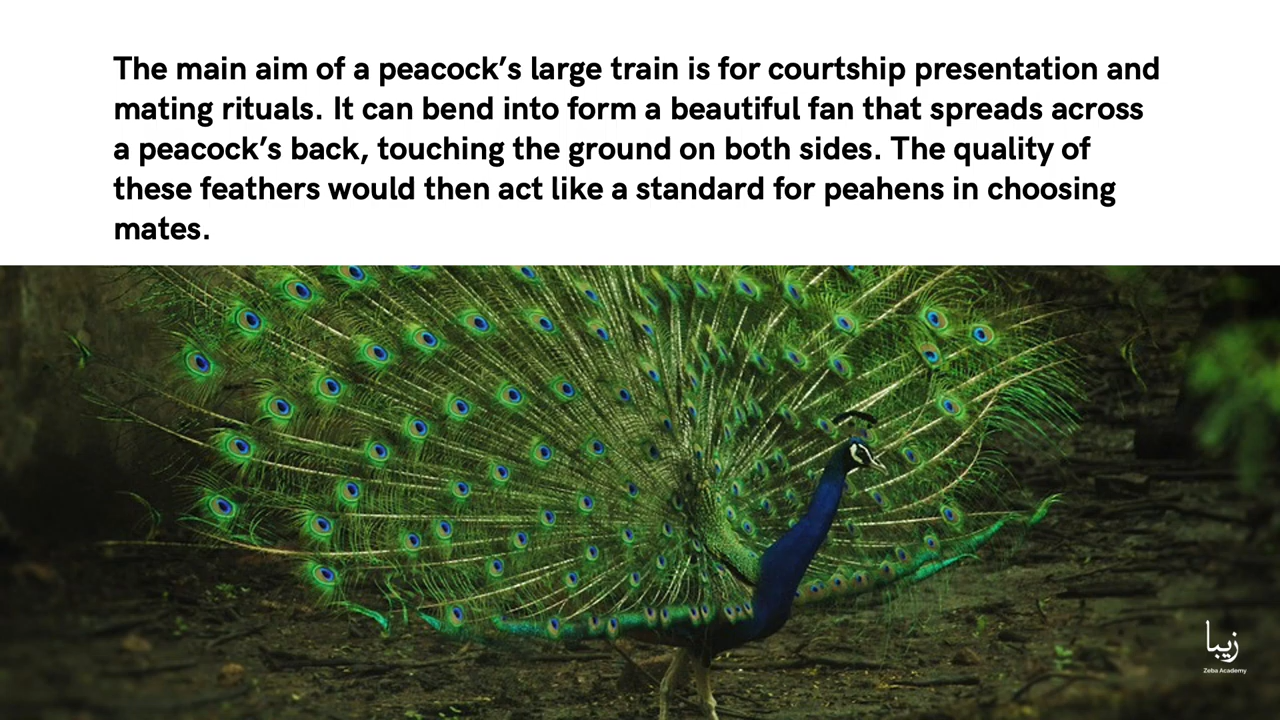 The main aim of a peacock’s large train is for courtship presentation and
mating rituals. It can bend into form a beautiful fan that spreads across
a peacock’s back, touching the ground on both sides. The quality of
these feathers would then act like a standard for peahens in choosing
mates.
زيبا
Zeba Academy